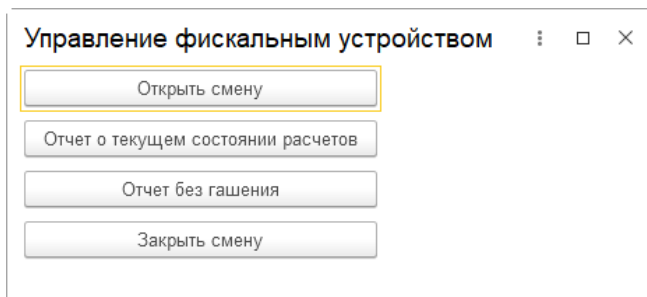 Управление фискальным устройством
Открыть смену
Отчет о текущем состоянии расчетов
Отчет без гашения
Закрыть смену